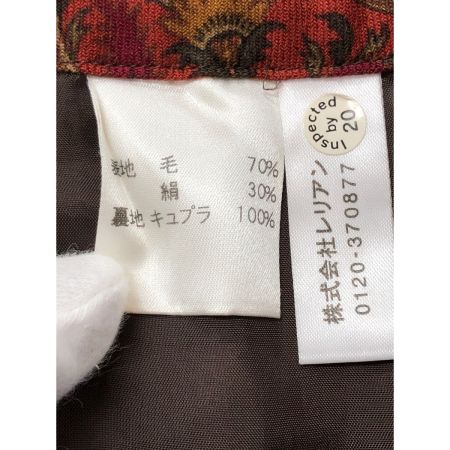 表地 毛 70%
絹 30%
裏地 キュプラ 100%
Inspected
by
20
株式会社レリアン
0120-370877